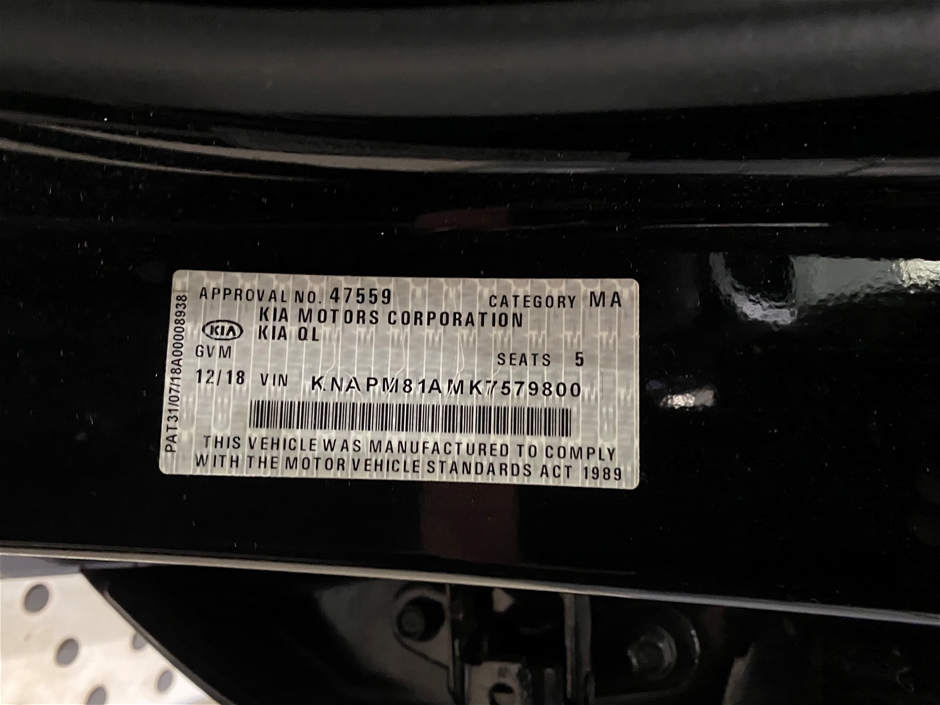 APPROVAL NO. 47559 CATEGORY MA
KIA MOTORS CORPORATION
KIA
KIA QL
GVM SEATS 5
12/18 VIN KNAPM81AMK7579800
THIS VEHICLE WAS MANUFACTURED TO COMPLY
WITH THE MOTOR VEHICLE STANDARDS ACT 1989
PAT31/07/18A00008938